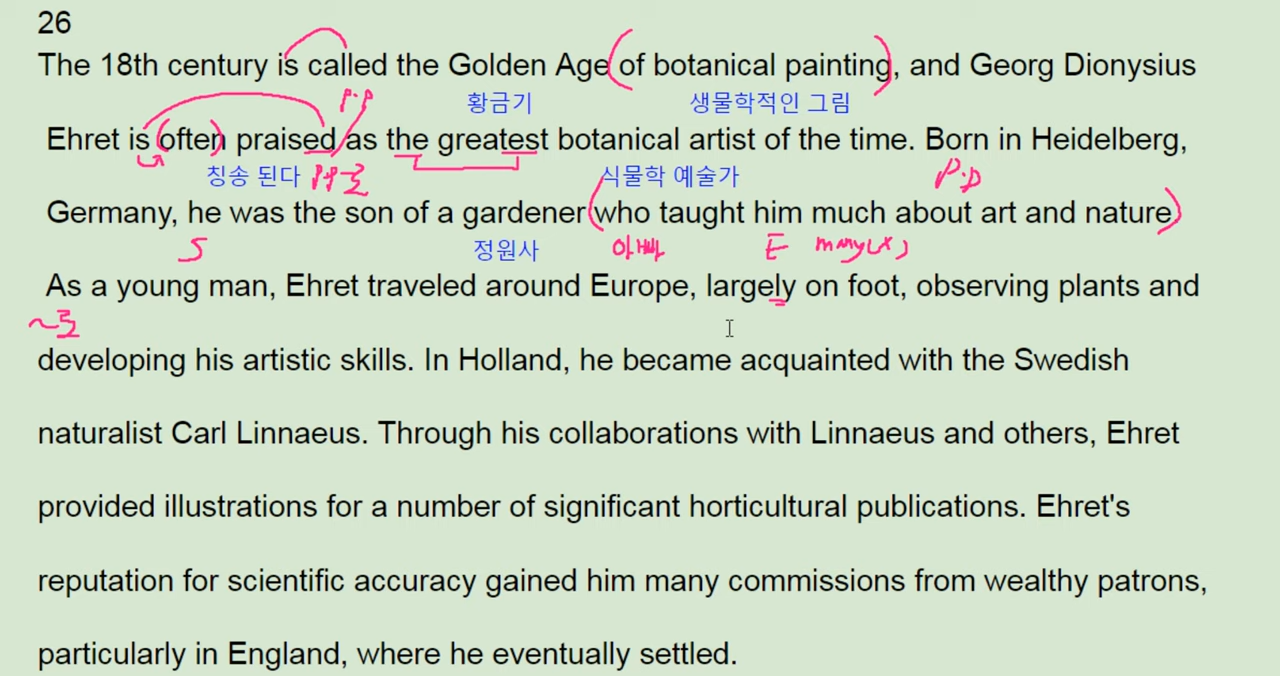 26
The 18th century is called the Golden Age of botanical painting, and Georg Dionysius
p.p 황금기 생물학적인 그림
Ehret is often praised as the greatest botanical artist of the time. Born in Heidelberg,
칭송 된다 식물학 예술가 p.p
Germany, he was the son of a gardener who taught him much about art and nature
S 정원사 아빠 E many(x)
As a young man, Ehret traveled around Europe, largely on foot, observing plants and
~로
developing his artistic skills. In Holland, he became acquainted with the Swedish
naturalist Carl Linnaeus. Through his collaborations with Linnaeus and others, Ehret
provided illustrations for a number of significant horticultural publications. Ehret's
reputation for scientific accuracy gained him many commissions from wealthy patrons,
particularly in England, where he eventually settled.